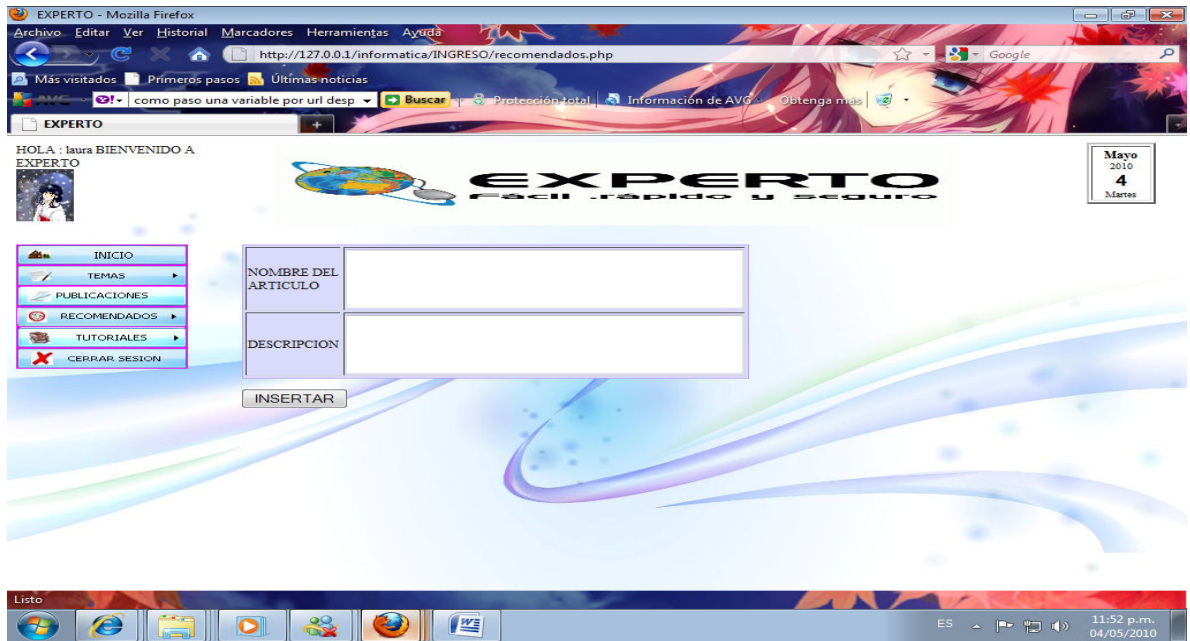 EXPERTO - Mozilla Firefox
Archivo Editar Ver Historial Marcadores Herramientas Ayuda
http://127.0.0.1/informatica/INGRESO/recomendados.php
Google
Más visitados Primeros pasos Últimas noticias
AVG como paso una variable por url desp Buscar Protección total Información de AVG Obtenga más
EXPERTO
HOLA : laura BIENVENIDO A
EXPERTO
EXPERTO
Fácil ,rápido y seguro
Mayo
2010
4
Martes
INICIO
TEMAS
PUBLICACIONES
RECOMENDADOS
TUTORIALES
CERRAR SESION
NOMBRE DEL
ARTICULO
DESCRIPCION
INSERTAR
Listo
ES
11:52 p.m.
04/05/2010